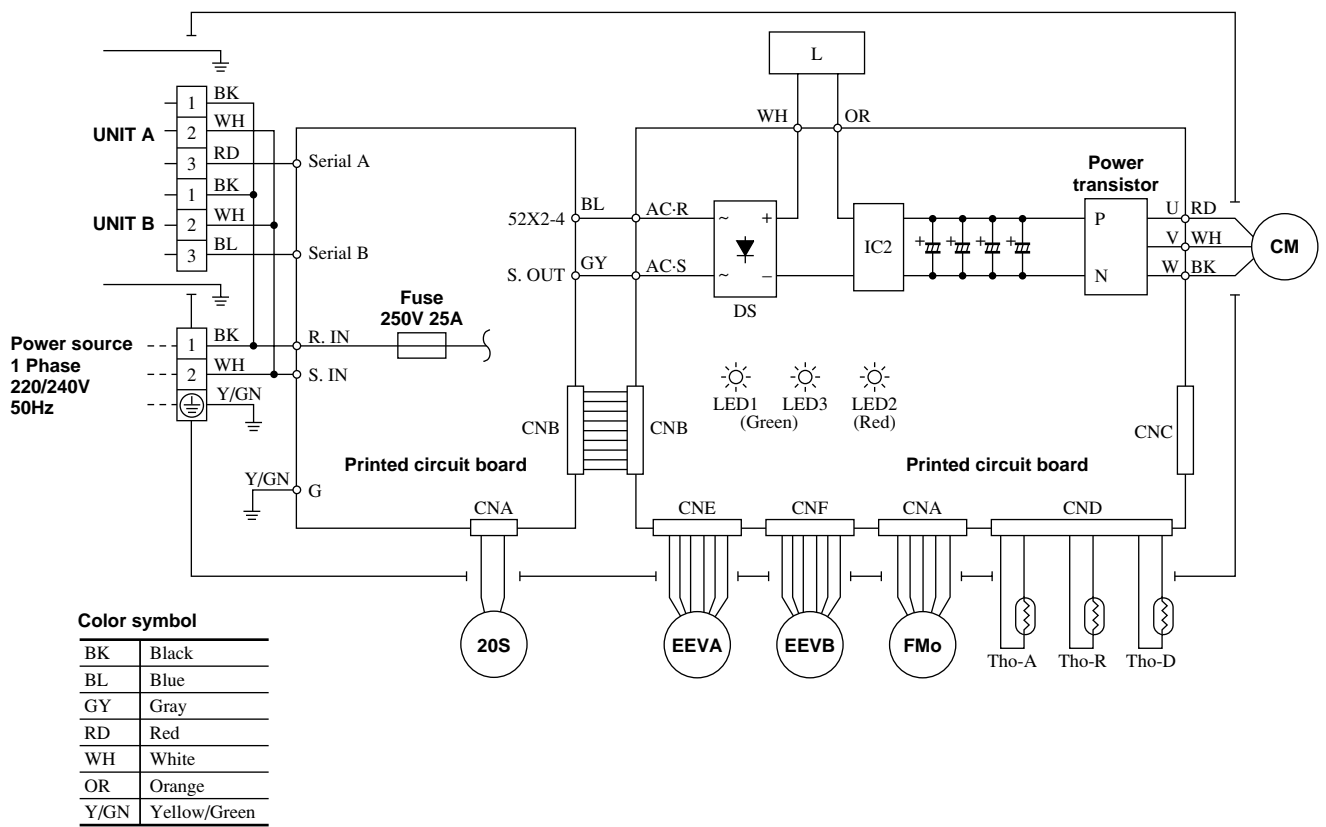 L
WH
OR
1
BK
UNIT A
2
WH
3
RD
Serial A
1
BK
UNIT B
2
WH
3
BL
Serial B
52X2-4
BL
AC·R
S. OUT
GY
AC·S
~
+
~
–
DS
IC2
+
+
+
+
Power
transistor
P
N
U
RD
V
WH
W
BK
CM
Fuse
250V 25A
Power source
1 Phase
220/240V
50Hz
1
BK
R. IN
2
WH
S. IN
Y/GN
LED1
LED3
(Green)
LED2
(Red)
CNB
CNB
CNC
Printed circuit board
Printed circuit board
Y/GN
G
CNA
CNE
CNF
CNA
CND
20S
EEVA
EEVB
FMo
Tho-A
Tho-R
Tho-D
Color symbol
BK Black
BL Blue
GY Gray
RD Red
WH White
OR Orange
Y/GN Yellow/Green